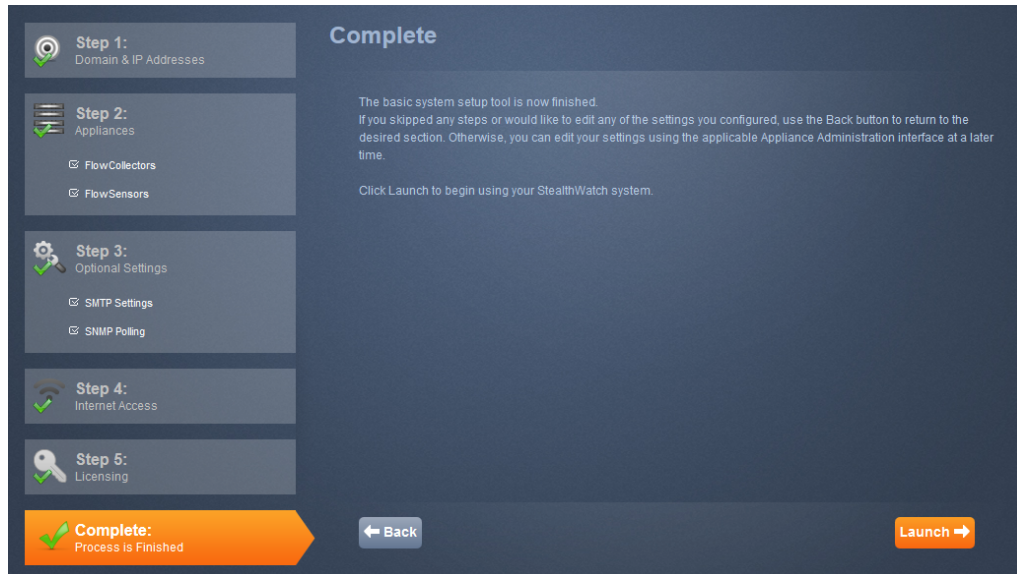 Step 1:
Domain & IP Addresses
Step 2:
Appliances
FlowCollectors
FlowSensors
Step 3:
Optional Settings
SMTP Settings
SNMP Polling
Step 4:
Internet Access
Step 5:
Licensing
Complete:
Process is Finished
Complete
The basic system setup tool is now finished.
If you skipped any steps or would like to edit any of the settings you configured, use the Back button to return to the
desired section. Otherwise, you can edit your settings using the applicable Appliance Administration interface at a later
time.
Click Launch to begin using your StealthWatch system.
Back
Launch